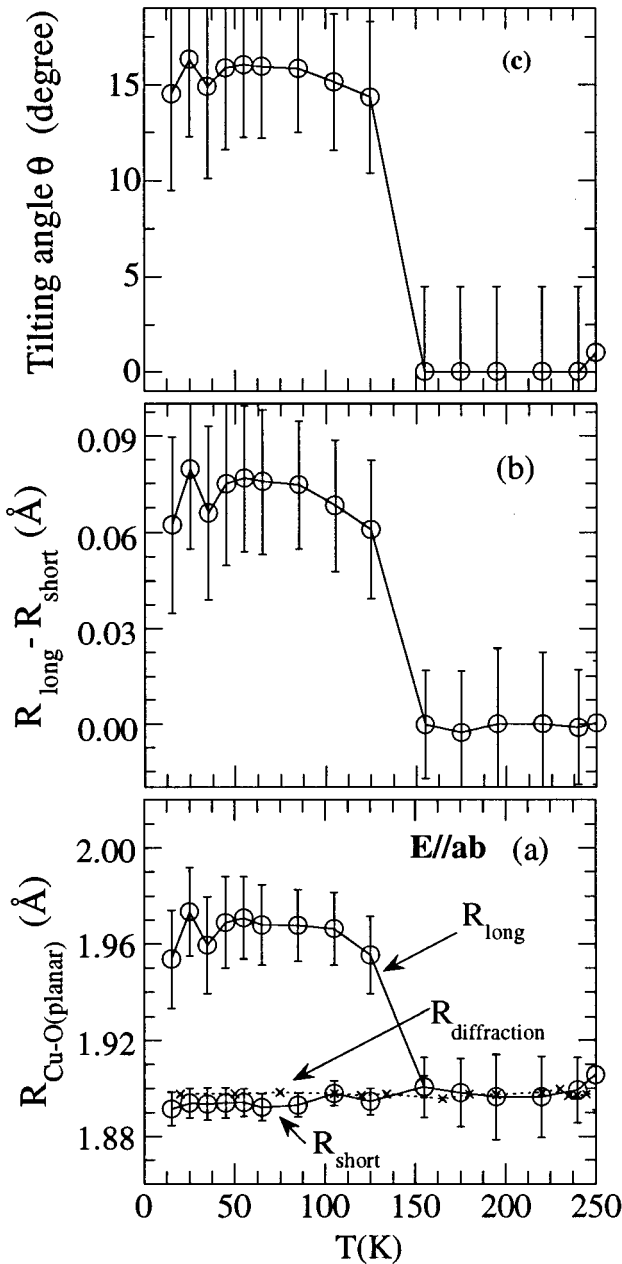 (c)
Tilting angle θ (degree)
15
10
5
0
(b)
R_long - R_short (Å)
0.09
0.06
0.03
0.00
E//ab (a)
R_Cu-O(planar) (Å)
2.00
1.96
1.92
1.88
R_long
R_diffraction
R_short
0 50 100 150 200 250
T(K)